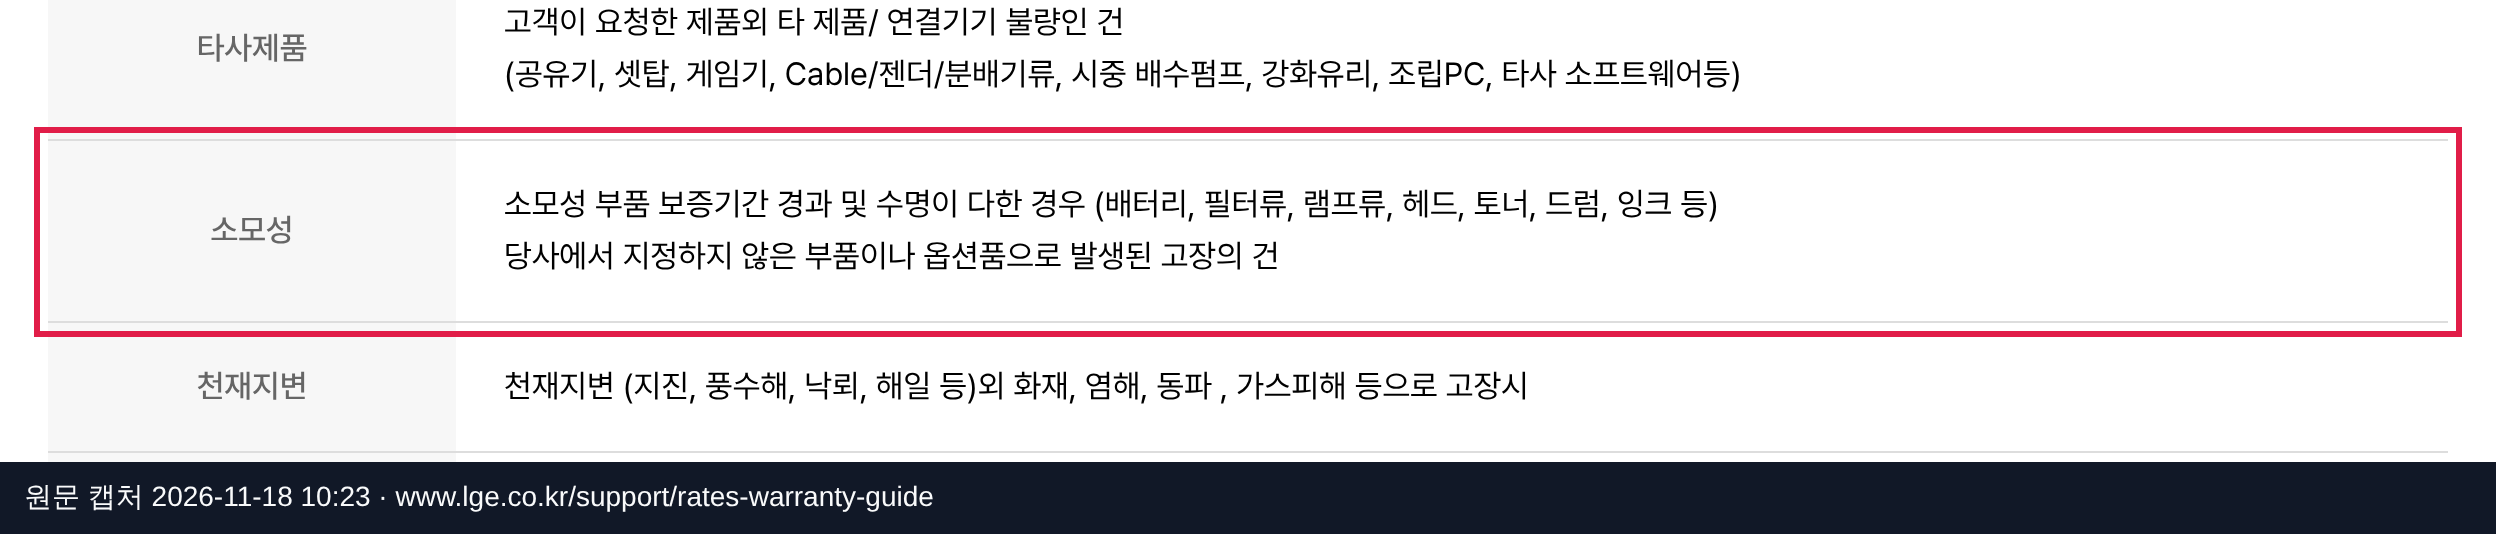 타사제품
고객이 요청한 제품외 타 제품/ 연결기기 불량인 건
(공유기, 셋탑, 게임기, Cable/젠더/분배기류, 시중 배수펌프, 강화유리, 조립PC, 타사 소프트웨어등)
소모성
소모성 부품 보증기간 경과 및 수명이 다한 경우 (배터리, 필터류, 램프류, 헤드, 토너, 드럼, 잉크 등)
당사에서 지정하지 않은 부품이나 옵션품으로 발생된 고장의 건
천재지변
천재지변 (지진, 풍수해, 낙뢰, 해일 등)외 화재, 염해, 동파 , 가스피해 등으로 고장시
원문 캡처 2026-11-18 10:23 · www.lge.co.kr/support/rates-warranty-guide